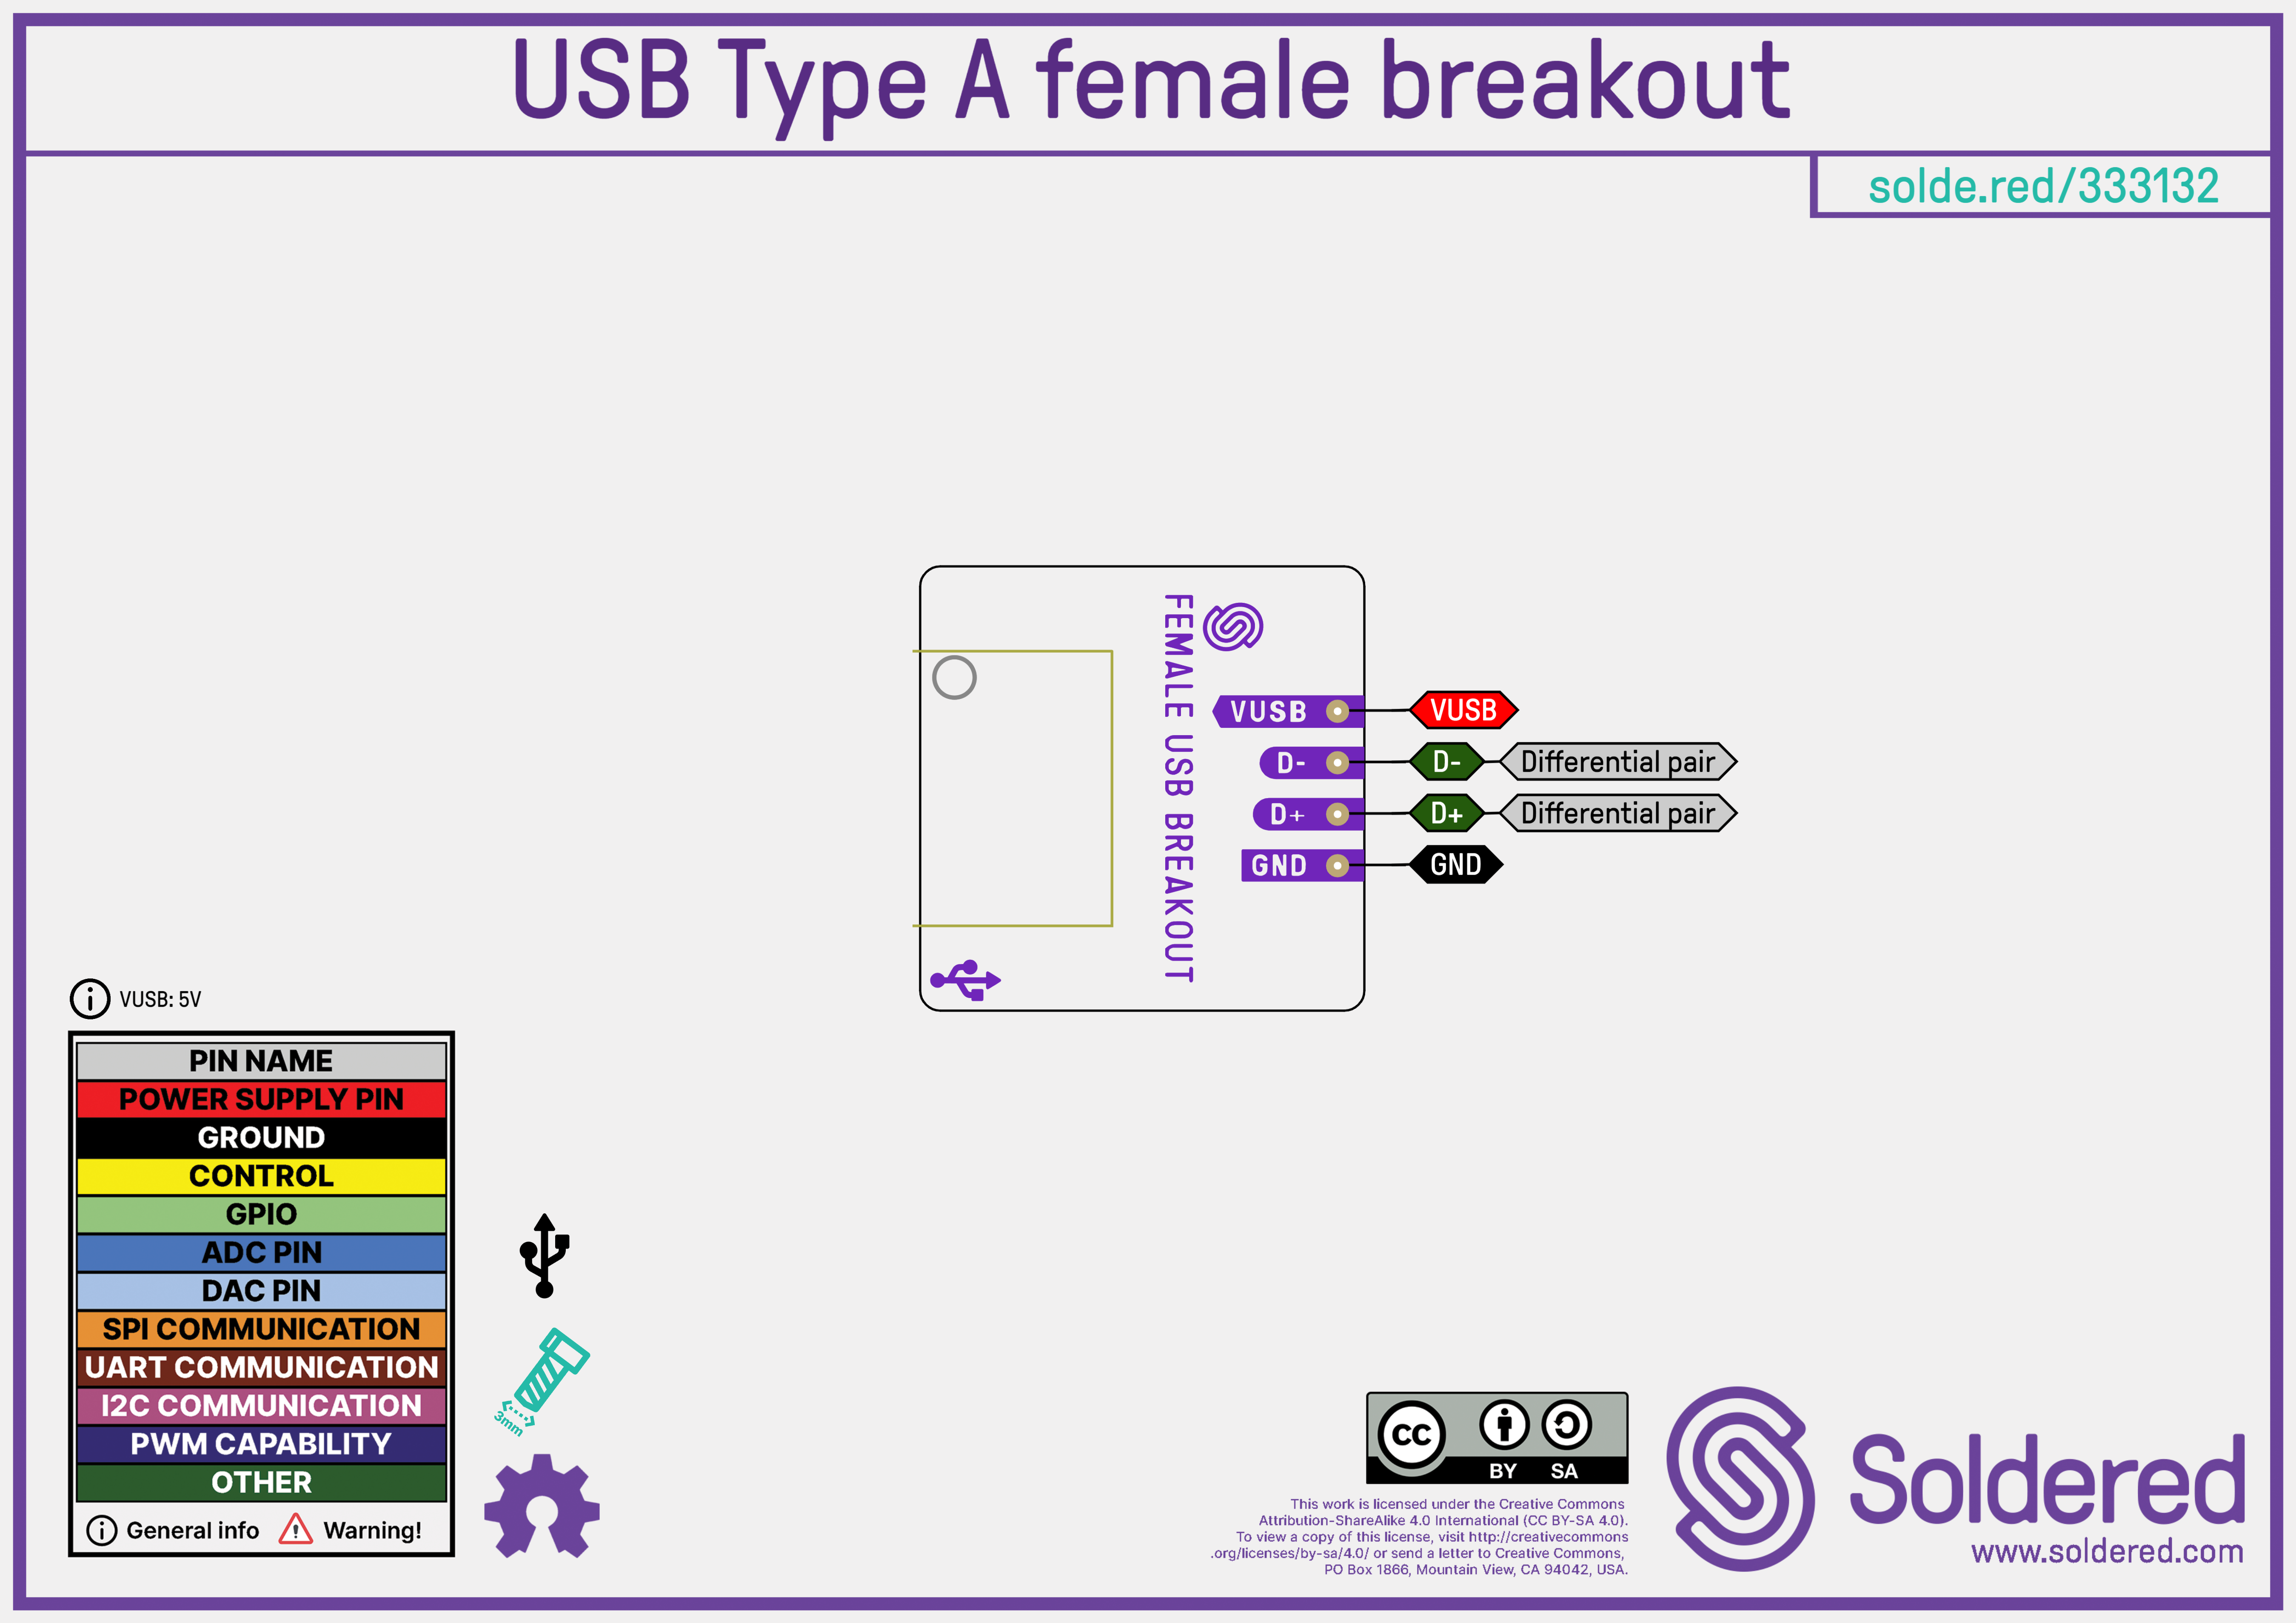 USB Type A female breakout
solde.red/333132
FEMALE USB BREAKOUT
VUSB VUSB
D- D- Differential pair
D+ D+ Differential pair
GND GND
VUSB: 5V
PIN NAME
POWER SUPPLY PIN
GROUND
CONTROL
GPIO
ADC PIN
DAC PIN
SPI COMMUNICATION
UART COMMUNICATION
I2C COMMUNICATION
PWM CAPABILITY
OTHER
General info Warning!
3mm
CC BY SA
This work is licensed under the Creative Commons
Attribution-ShareAlike 4.0 International (CC BY-SA 4.0).
To view a copy of this license, visit http://creativecommons
.org/licenses/by-sa/4.0/ or send a letter to Creative Commons,
PO Box 1866, Mountain View, CA 94042, USA.
Soldered
www.soldered.com